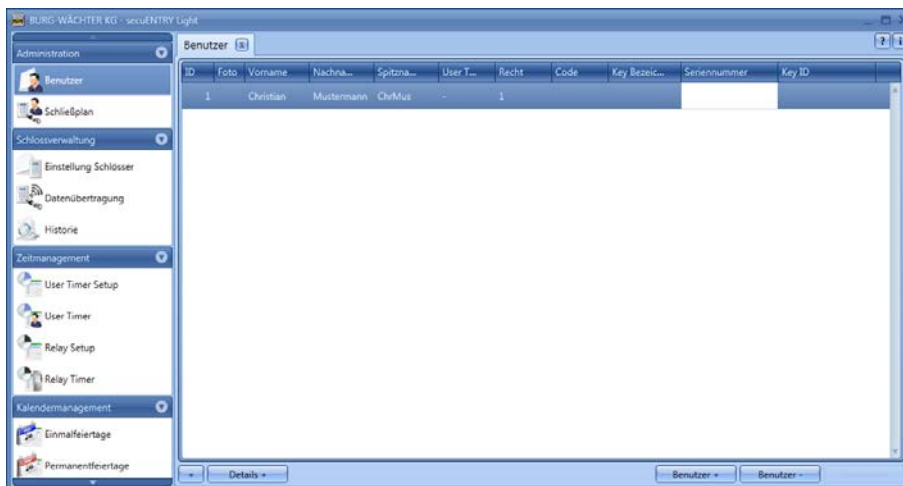 BURG-WÄCHTER KG - secuENTRY Light
Administration
Benutzer
Schließplan
Schlossverwaltung
Einstellung Schlösser
Datenübertragung
Historie
Zeitmanagement
User Timer Setup
User Timer
Relay Setup
Relay Timer
Kalendermanagement
Einmalfeiertage
Permanentfeiertage
Benutzer
ID Foto Vorname Nachna... Spitzna... User T... Recht Code Key Bezeic... Seriennummer Key ID
1 Christian Mustermann ChrMus - 1
Details + Benutzer + Benutzer -